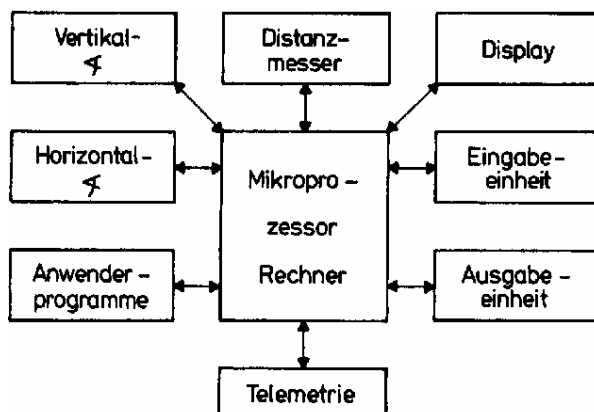 Vertikal-
∢
Distanz-
messer
Display
Horizontal-
∢
Mikropro-
zessor
Rechner
Eingabe-
einheit
Anwender-
programme
Ausgabe-
einheit
Telemetrie